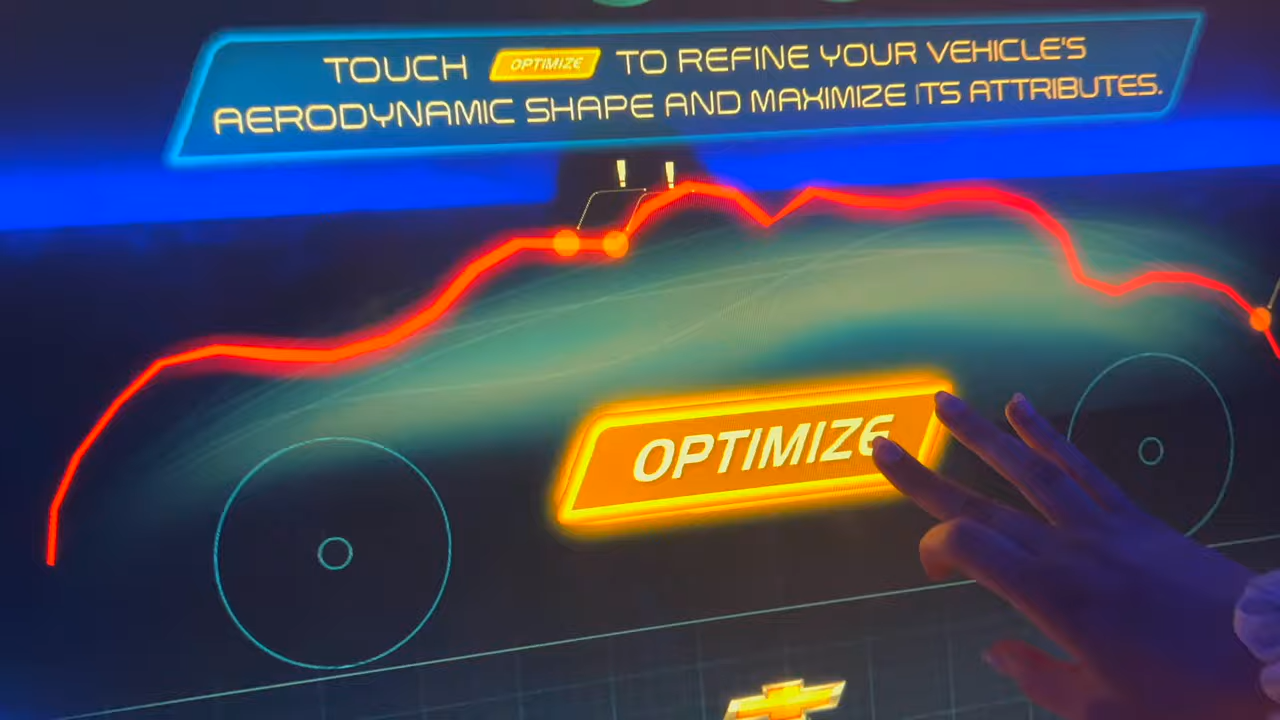 TOUCH OPTIMIZE TO REFINE YOUR VEHICLE'S
AERODYNAMIC SHAPE AND MAXIMIZE ITS ATTRIBUTES.
! !
OPTIMIZE